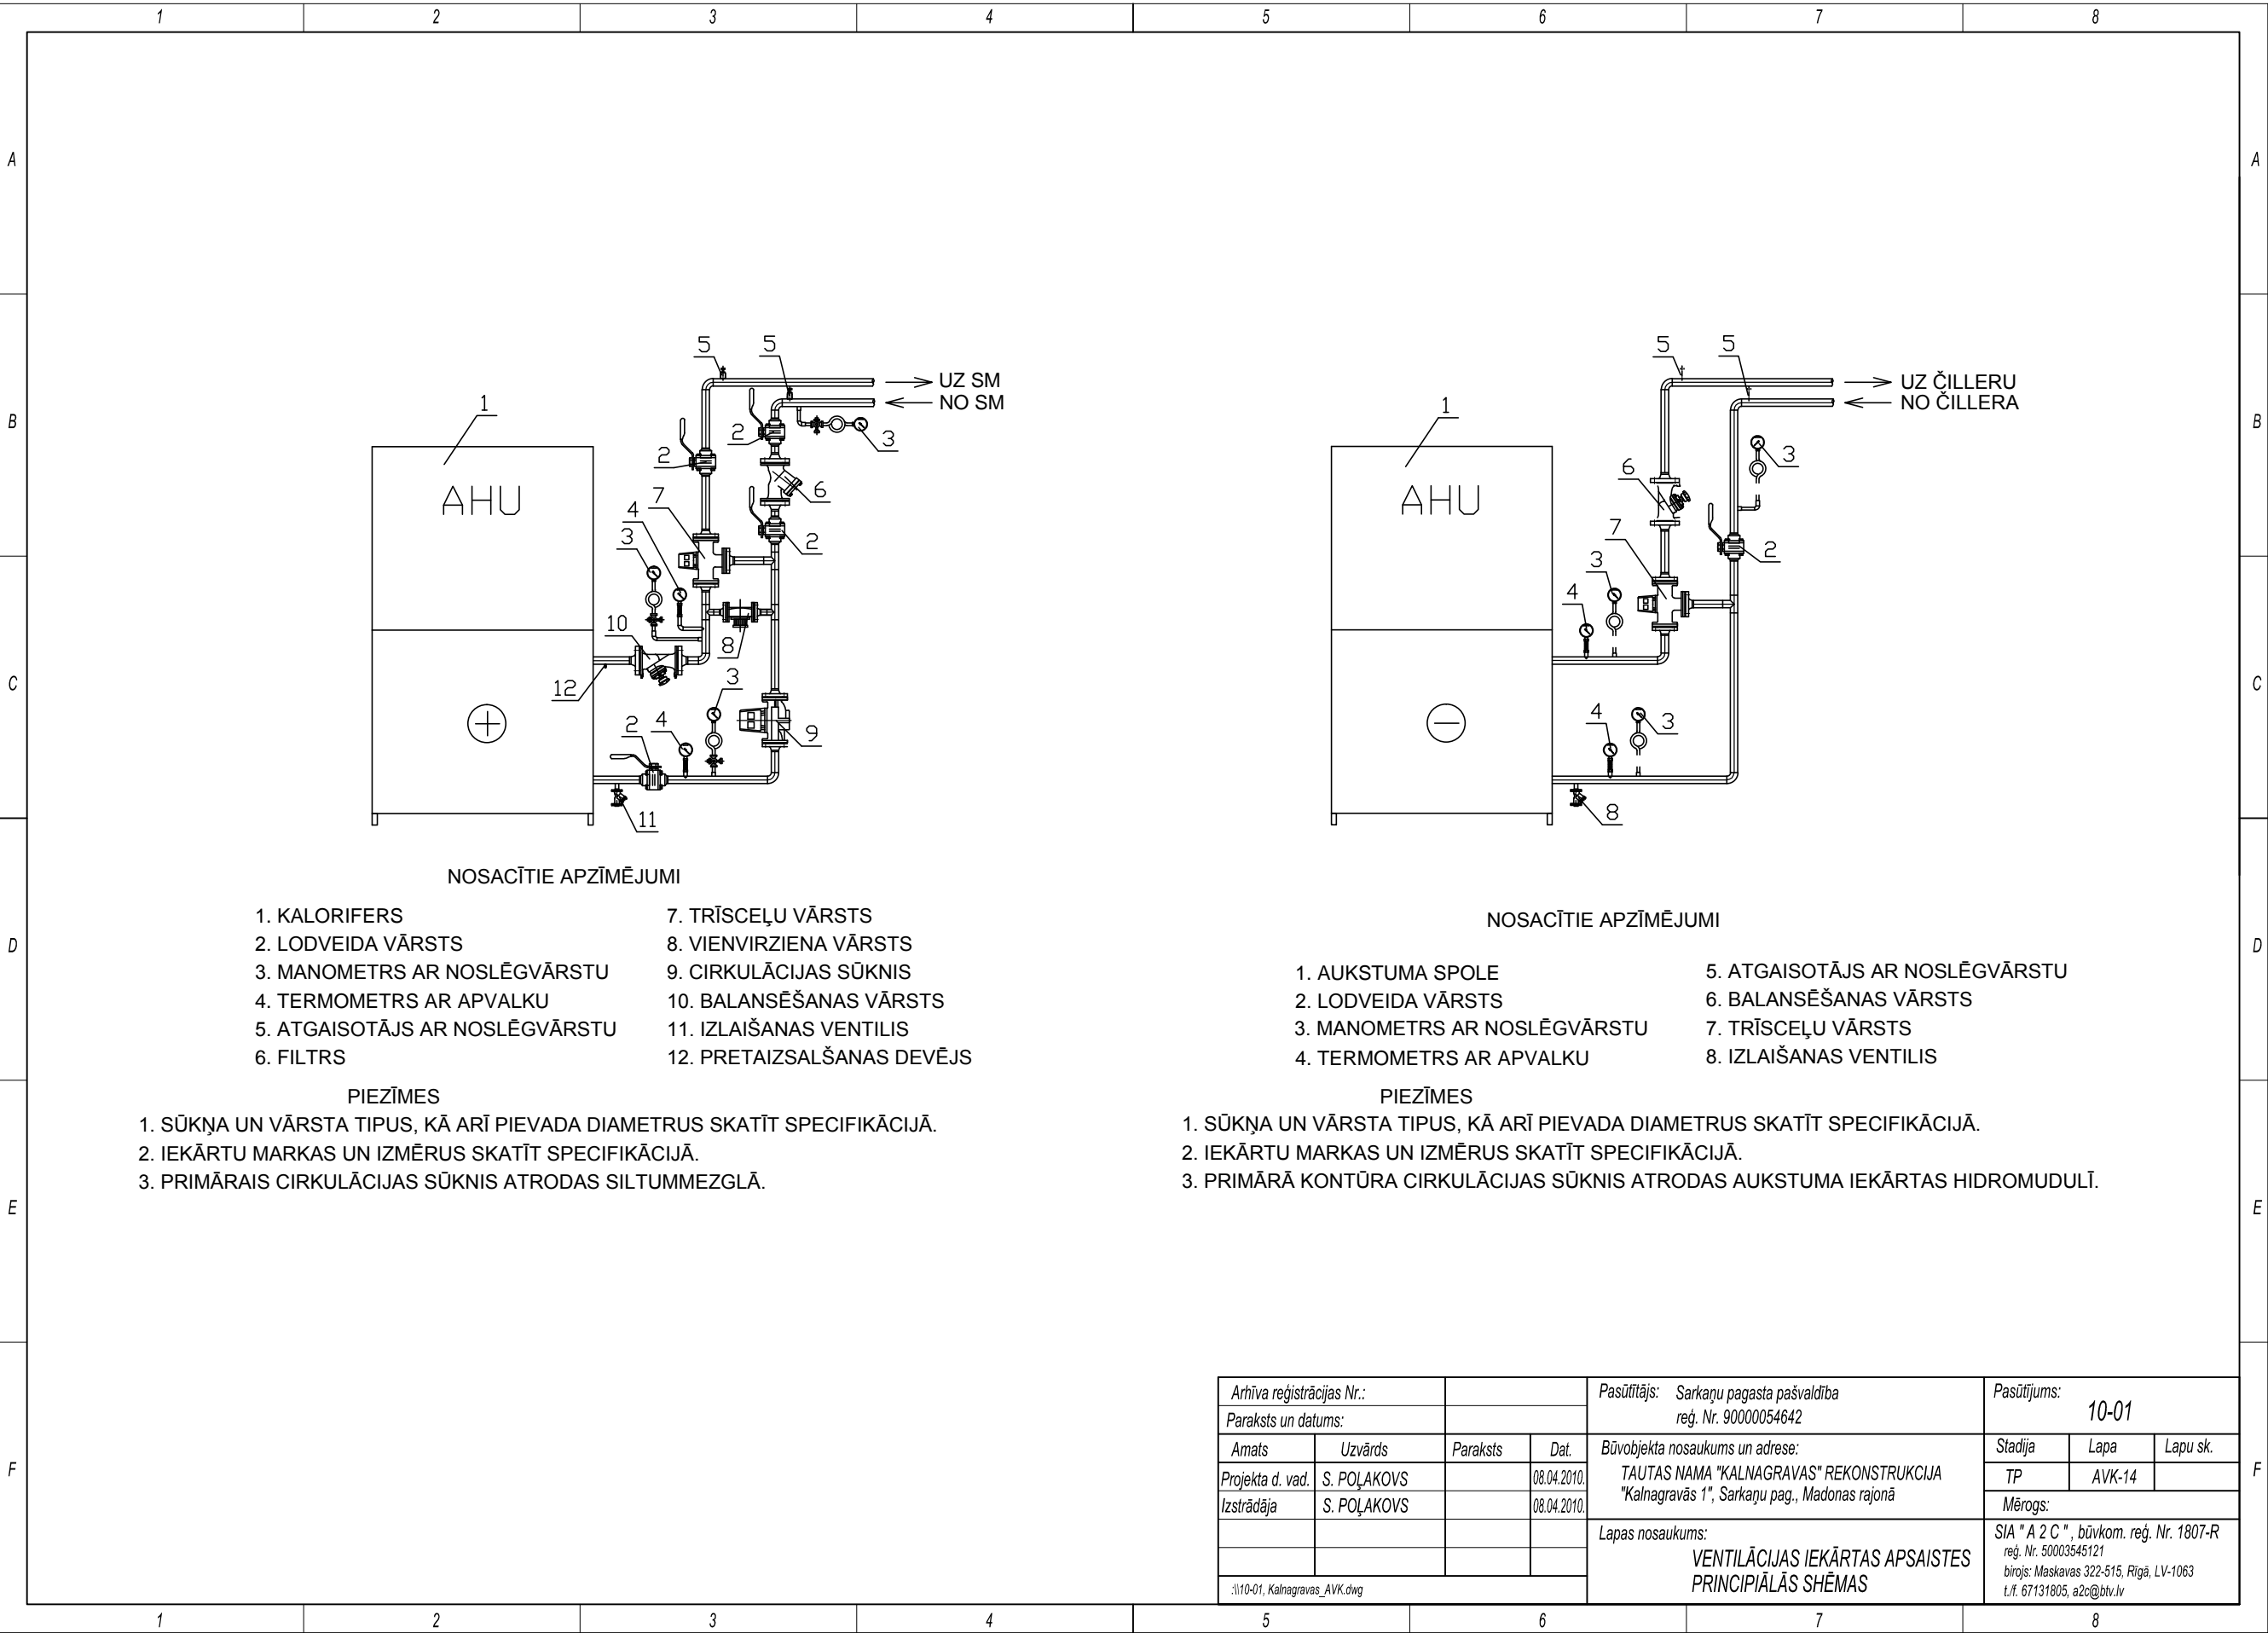 1 2 3 4 5 6 7 8
A A
B B
C C
D D
E E
F F
5 5
UZ SM
NO SM
1
2 3
2
6
7
4
2
3
10
8
12
3
2 4
9
11
AHU
5 5
UZ ČILLERU
NO ČILLERA
1
3
6
7
2
3
4
4 3
8
AHU
NOSACĪTIE APZĪMĒJUMI
1. KALORIFERS
2. LODVEIDA VĀRSTS
3. MANOMETRS AR NOSLĒGVĀRSTU
4. TERMOMETRS AR APVALKU
5. ATGAISOTĀJS AR NOSLĒGVĀRSTU
6. FILTRS
7. TRĪSCEĻU VĀRSTS
8. VIENVIRZIENA VĀRSTS
9. CIRKULĀCIJAS SŪKNIS
10. BALANSĒŠANAS VĀRSTS
11. IZLAIŠANAS VENTILIS
12. PRETAIZSALŠANAS DEVĒJS
PIEZĪMES
1. SŪKŅA UN VĀRSTA TIPUS, KĀ ARĪ PIEVADA DIAMETRUS SKATĪT SPECIFIKĀCIJĀ.
2. IEKĀRTU MARKAS UN IZMĒRUS SKATĪT SPECIFIKĀCIJĀ.
3. PRIMĀRAIS CIRKULĀCIJAS SŪKNIS ATRODAS SILTUMMEZGLĀ.
NOSACĪTIE APZĪMĒJUMI
1. AUKSTUMA SPOLE
2. LODVEIDA VĀRSTS
3. MANOMETRS AR NOSLĒGVĀRSTU
4. TERMOMETRS AR APVALKU
5. ATGAISOTĀJS AR NOSLĒGVĀRSTU
6. BALANSĒŠANAS VĀRSTS
7. TRĪSCEĻU VĀRSTS
8. IZLAIŠANAS VENTILIS
PIEZĪMES
1. SŪKŅA UN VĀRSTA TIPUS, KĀ ARĪ PIEVADA DIAMETRUS SKATĪT SPECIFIKĀCIJĀ.
2. IEKĀRTU MARKAS UN IZMĒRUS SKATĪT SPECIFIKĀCIJĀ.
3. PRIMĀRĀ KONTŪRA CIRKULĀCIJAS SŪKNIS ATRODAS AUKSTUMA IEKĀRTAS HIDROMUDULĪ.
Arhīva reģistrācijas Nr.:
Paraksts un datums:
Amats Uzvārds Paraksts Dat.
Projekta d. vad. S. POĻAKOVS 08.04.2010.
Izstrādāja S. POĻAKOVS 08.04.2010.
:\\10-01, Kalnagravas_AVK.dwg
Pasūtītājs: Sarkaņu pagasta pašvaldība
reģ. Nr. 90000054642
Būvobjekta nosaukums un adrese:
TAUTAS NAMA "KALNAGRAVAS" REKONSTRUKCIJA
"Kalnagravās 1", Sarkaņu pag., Madonas rajonā
Lapas nosaukums:
VENTILĀCIJAS IEKĀRTAS APSAISTES
PRINCIPIĀLĀS SHĒMAS
Pasūtījums:
10-01
Stadija Lapa Lapu sk.
TP AVK-14
Mērogs:
SIA " A 2 C " , būvkom. reģ. Nr. 1807-R
reģ. Nr. 50003545121
birojs: Maskavas 322-515, Rīgā, LV-1063
t./f. 67131805, a2c@btv.lv
1 2 3 4 5 6 7 8